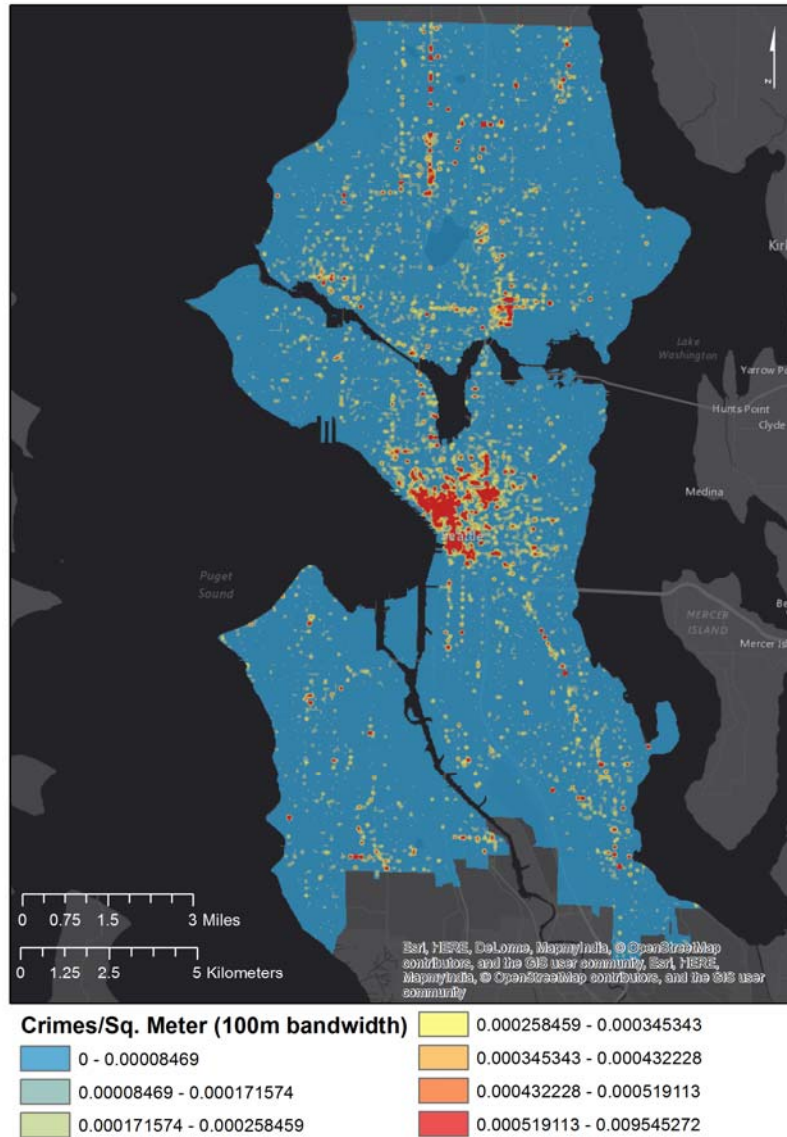 z
Kirk
Lake
Washington
Yarrow Po
Hunts Point
Clyde
Medina
Seattle
Puget
Sound
MERCER
ISLAND
Be
Mercer Isl
0 0.75 1.5 3 Miles
0 1.25 2.5 5 Kilometers
Esri, HERE, DeLorme, MapmyIndia, © OpenStreetMap
contributors, and the GIS user community, Esri, HERE,
MapmyIndia, © OpenStreetMap contributors, and the GIS user
community
Crimes/Sq. Meter (100m bandwidth)
0 - 0.00008469
0.00008469 - 0.000171574
0.000171574 - 0.000258459
0.000258459 - 0.000345343
0.000345343 - 0.000432228
0.000432228 - 0.000519113
0.000519113 - 0.009545272